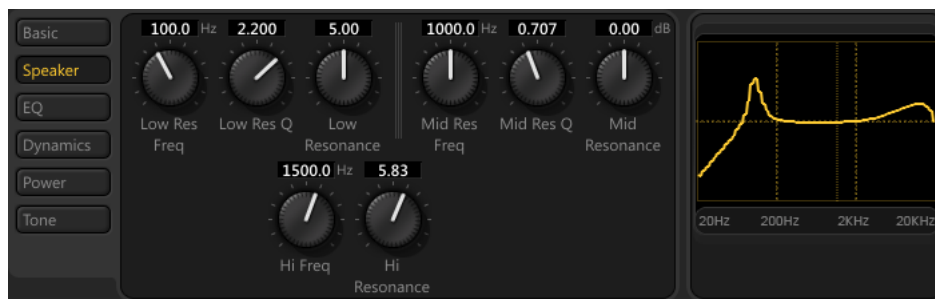 Basic
Speaker
EQ
Dynamics
Power
Tone
100.0 Hz 2.200 5.00 1000.0 Hz 0.707 0.00 dB
Low Res Freq Low Res Q Low Resonance Mid Res Freq Mid Res Q Mid Resonance
1500.0 Hz 5.83
Hi Freq Hi Resonance
20Hz 200Hz 2KHz 20KHz